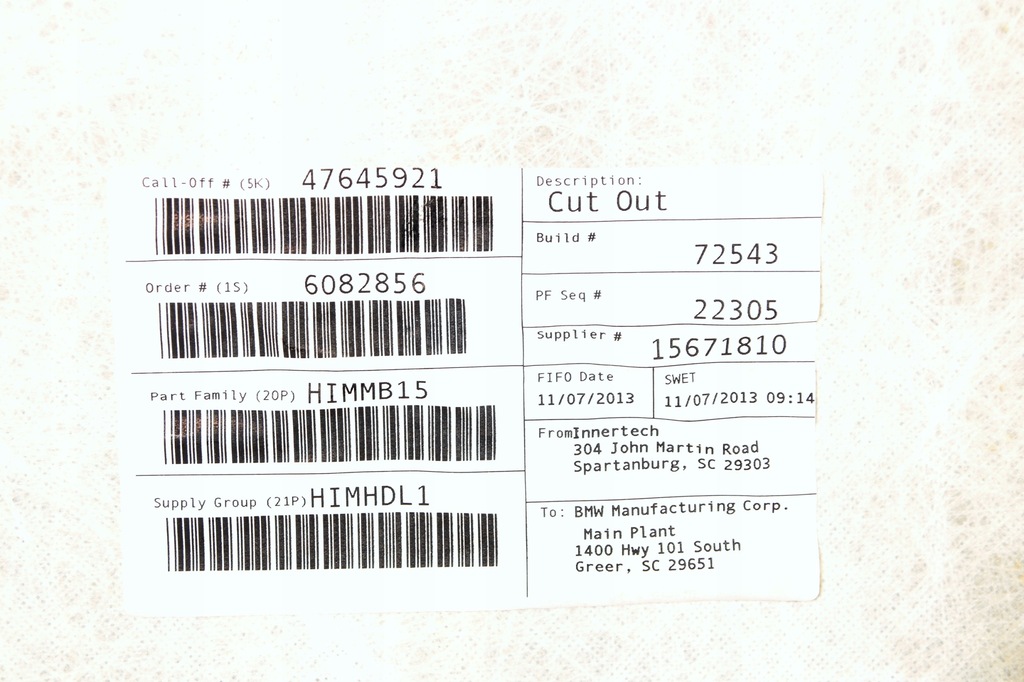 Call-Off # (5K) 47645921
Order # (1S) 6082856
Part Family (20P) HIMMB15
Supply Group (21P) HIMHDL1
Description:
Cut Out
Build #
72543
PF Seq #
22305
Supplier #
15671810
FIFO Date
11/07/2013
SWET
11/07/2013 09:14
From Innertech
304 John Martin Road
Spartanburg, SC 29303
To: BMW Manufacturing Corp.
Main Plant
1400 Hwy 101 South
Greer, SC 29651